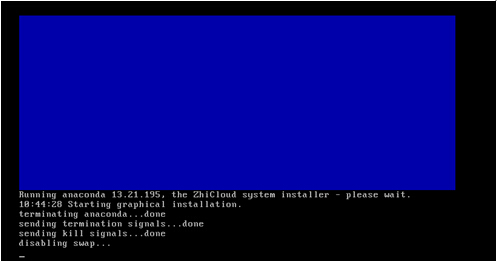 Running anaconda 13.21.195, the ZhiCloud system installer - please wait.
10:44:28 Starting graphical installation.
terminating anaconda...done
sending termination signals...done
sending kill signals...done
disabling swap...